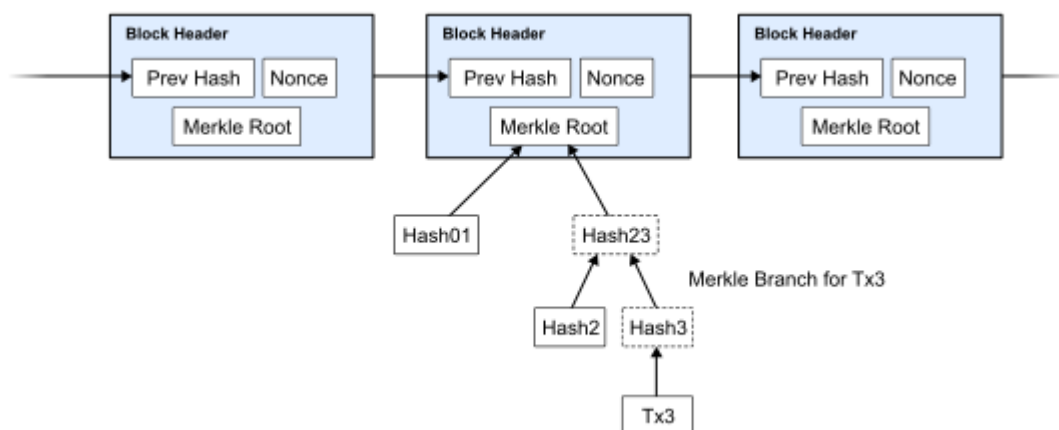 Block Header
Block Header
Block Header
Prev Hash Nonce
Prev Hash Nonce
Prev Hash Nonce
Merkle Root
Merkle Root
Merkle Root
Hash01
Hash23
Merkle Branch for Tx3
Hash2
Hash3
Tx3